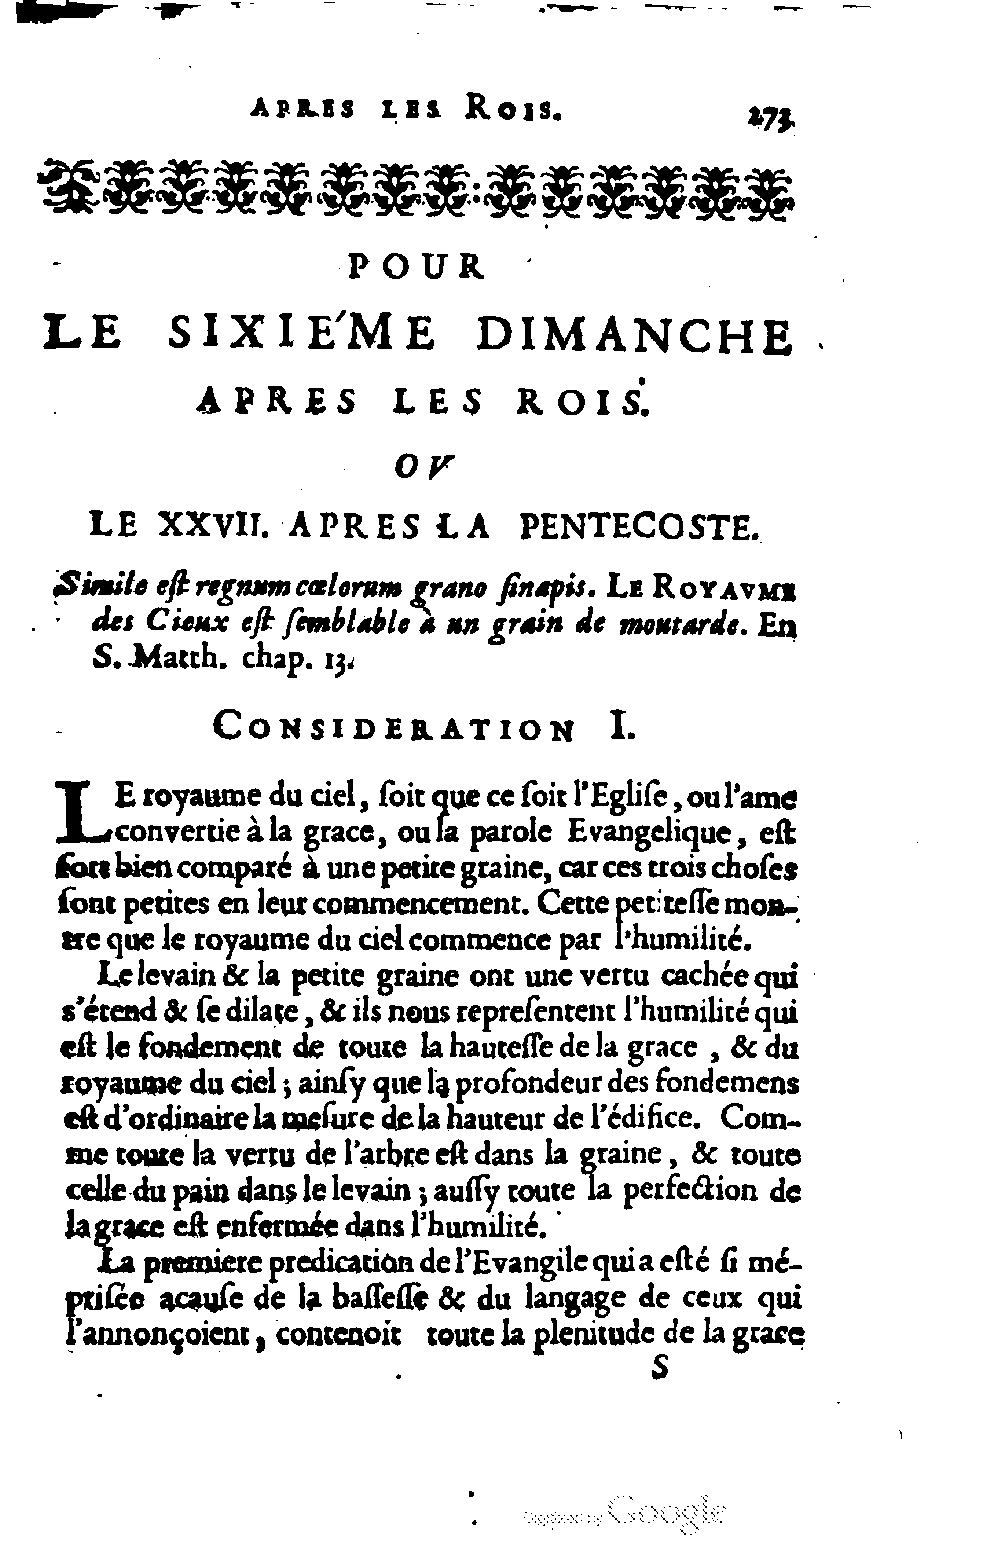 APRES LES ROIS. 273
POUR
LE SIXIE'ME DIMANCHE
APRES LES ROIS.
OV
LE XXVII. APRES LA PENTECOSTE.
Simile eſt regnum cœlorum grano ſinapis. LE ROYAVME
des Cieux eſt ſemblable à un grain de moutarde. En
S. Matth. chap. 13.
CONSIDERATION I.
LE royaume du ciel, ſoit que ce ſoit l'Egliſe, ou l'ame
convertie à la grace, ou la parole Evangelique, eſt
fort bien comparé à une petite graine, car ces trois choſes
ſont petites en leur commencement. Cette petiteſſe mon-
tre que le royaume du ciel commence par l'humilité.
Le levain & la petite graine ont une vertu cachée qui
s'étend & ſe dilate, & ils nous repreſentent l'humilité qui
eſt le fondement de toute la hauteſſe de la grace, & du
royaume du ciel; ainſy que la profondeur des fondemens
eſt d'ordinaire la meſure de la hauteur de l'édifice. Com-
me toute la vertu de l'arbre eſt dans la graine, & toute
celle du pain dans le levain; auſſy toute la perfection de
la grace eſt enfermée dans l'humilité.
La premiere predication de l'Evangile qui a eſté ſi mé-
priſée acauſe de la baſſeſſe & du langage de ceux qui
l'annonçoient, contenoit toute la plenitude de la grace
S
Digitized by Google